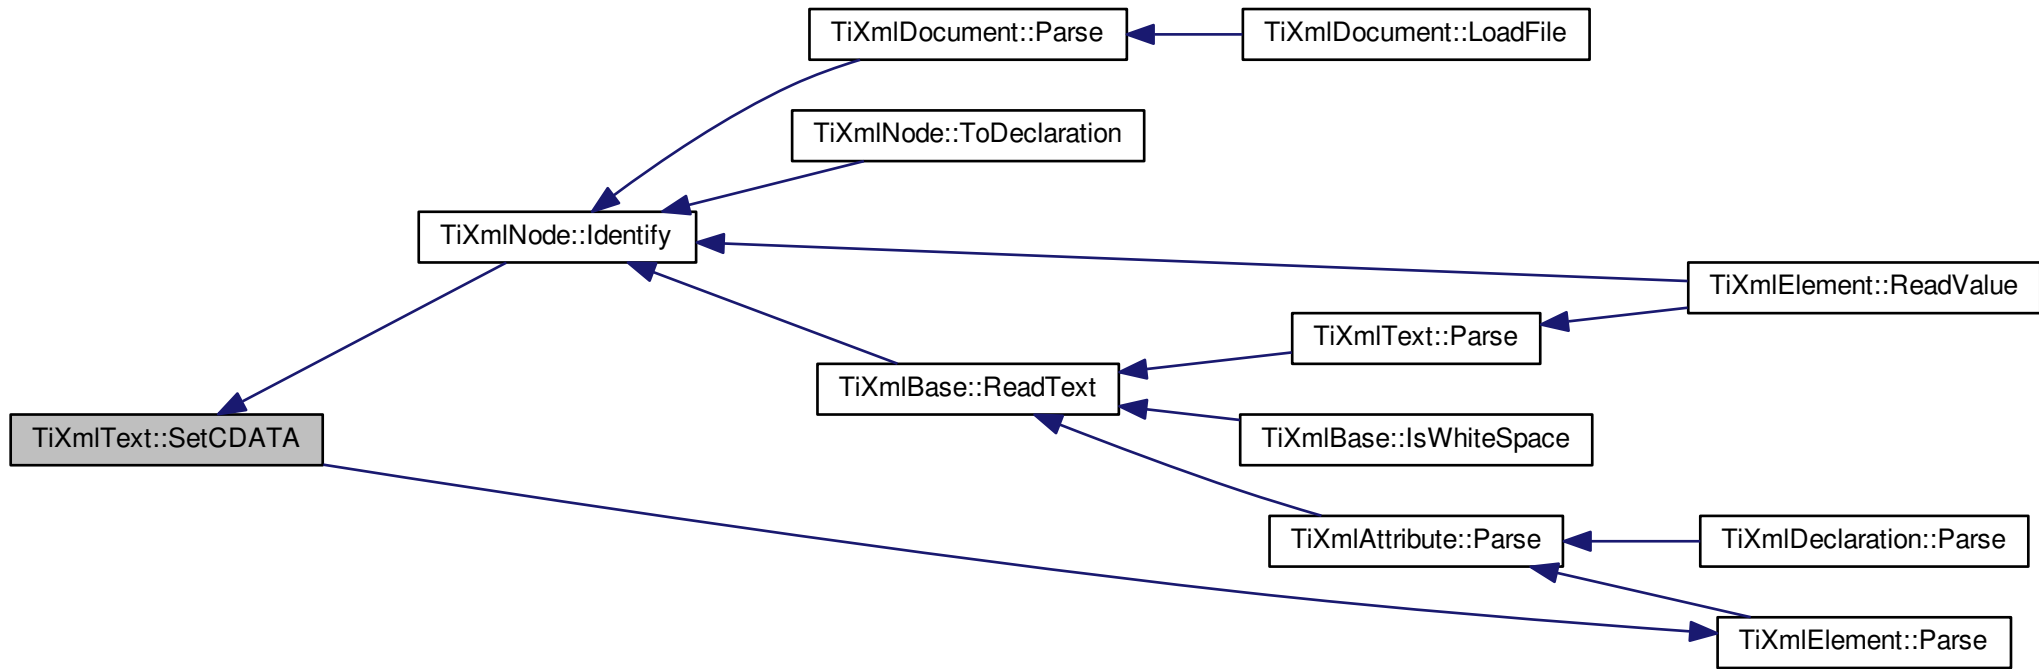 TiXmlDocument::Parse
TiXmlDocument::LoadFile
TiXmlNode::ToDeclaration
TiXmlNode::Identify
TiXmlElement::ReadValue
TiXmlText::Parse
TiXmlBase::ReadText
TiXmlText::SetCDATA
TiXmlBase::IsWhiteSpace
TiXmlAttribute::Parse
TiXmlDeclaration::Parse
TiXmlElement::Parse